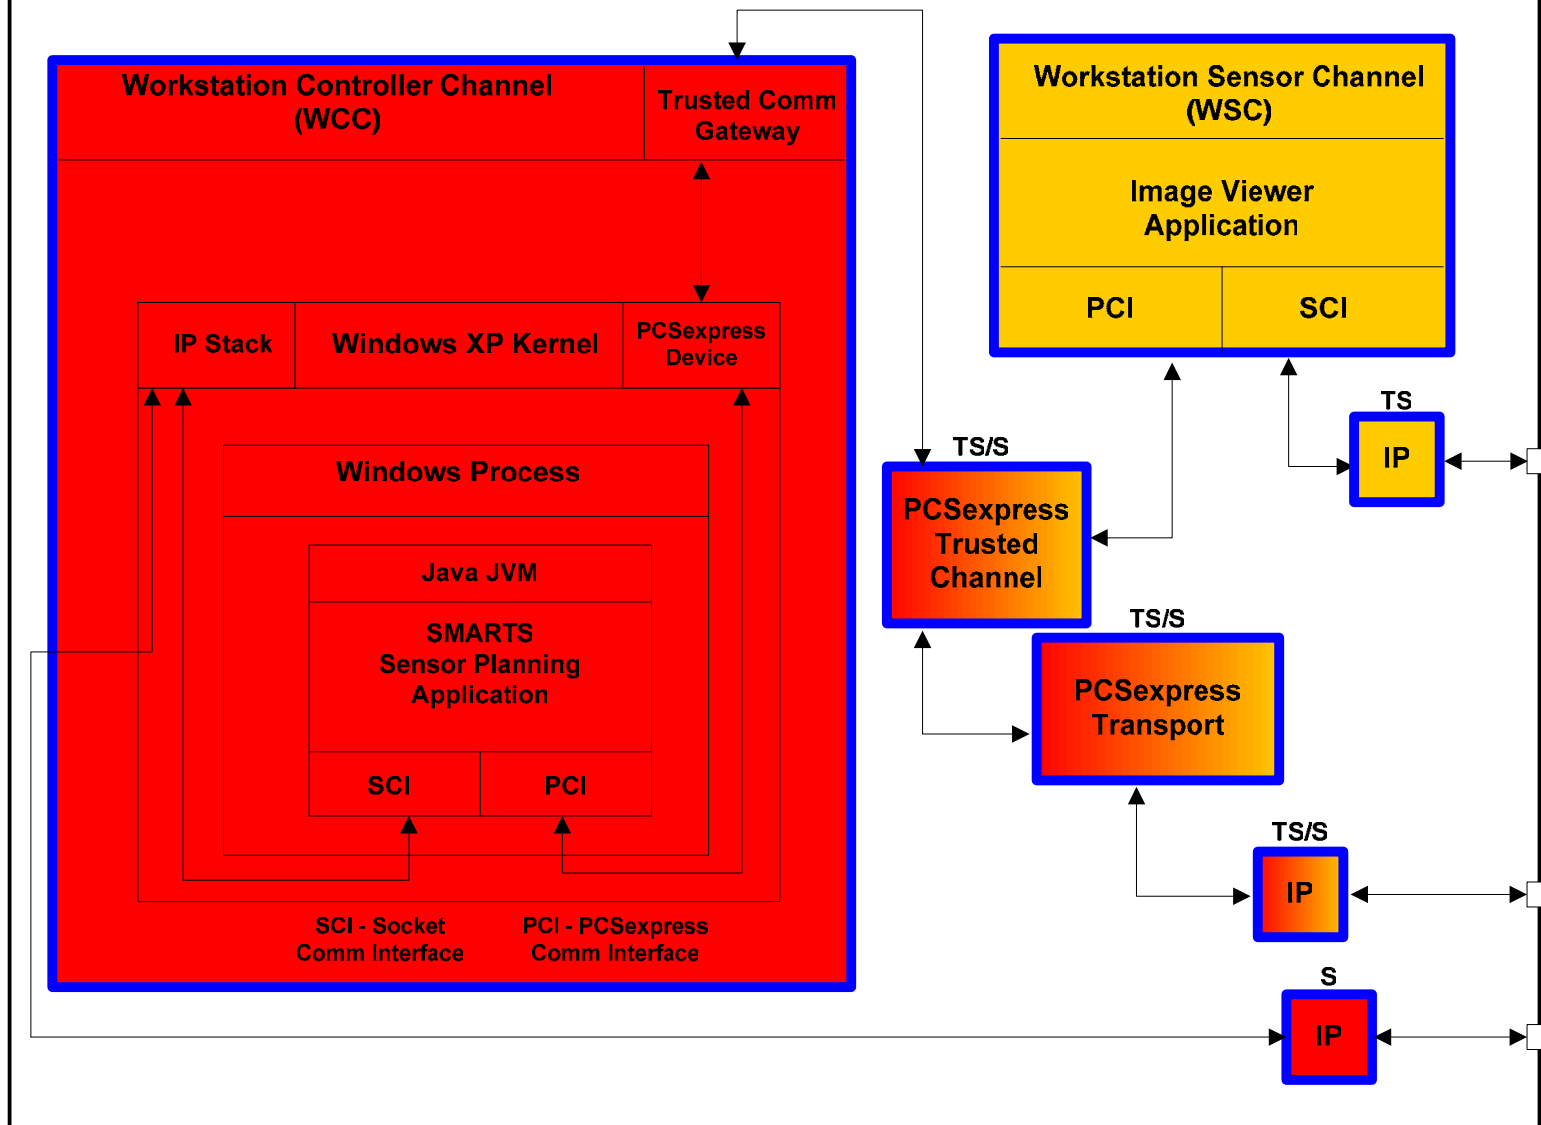 Workstation Controller Channel
(WCC)
Trusted Comm
Gateway
IP Stack
Windows XP Kernel
PCSexpress
Device
Windows Process
Java JVM
SMARTS
Sensor Planning
Application
SCI
PCI
SCI - Socket
Comm Interface
PCI - PCSexpress
Comm Interface
Workstation Sensor Channel
(WSC)
Image Viewer
Application
PCI
SCI
TS
IP
TS/S
PCSexpress
Trusted
Channel
TS/S
PCSexpress
Transport
TS/S
IP
S
IP